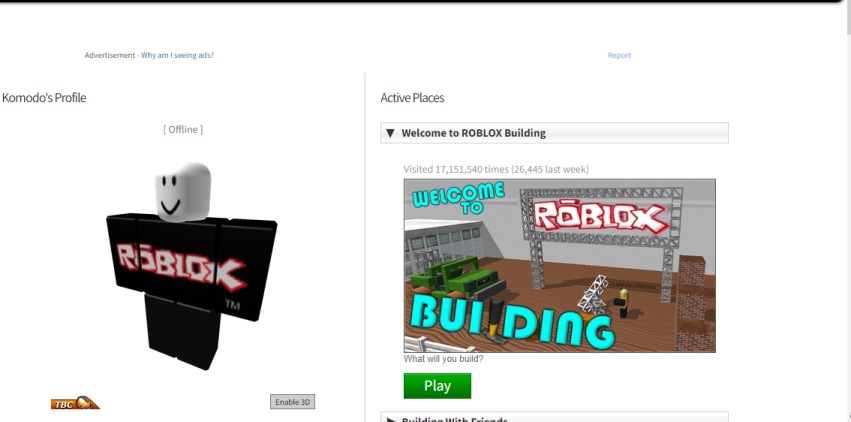 Advertisement - Why am I seeing ads?
Report
Komodo's Profile
[ Offline ]
ROBLOX
TM
TBC
Enable 3D
Active Places
Welcome to ROBLOX Building
Visited 17,151,540 times (26,445 last week)
WELCOME
TO
RŌBLOX
BUILDING
What will you build?
Play
Building With Friends